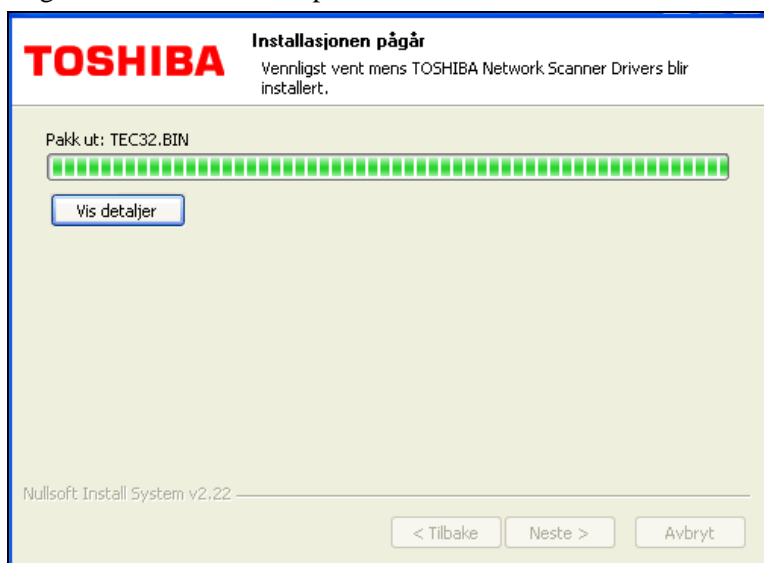 TOSHIBA
Installasjonen pågår
Vennligst vent mens TOSHIBA Network Scanner Drivers blir
installert.
Pakk ut: TEC32.BIN
Vis detaljer
Nullsoft Install System v2.22
< Tilbake
Neste >
Avbryt